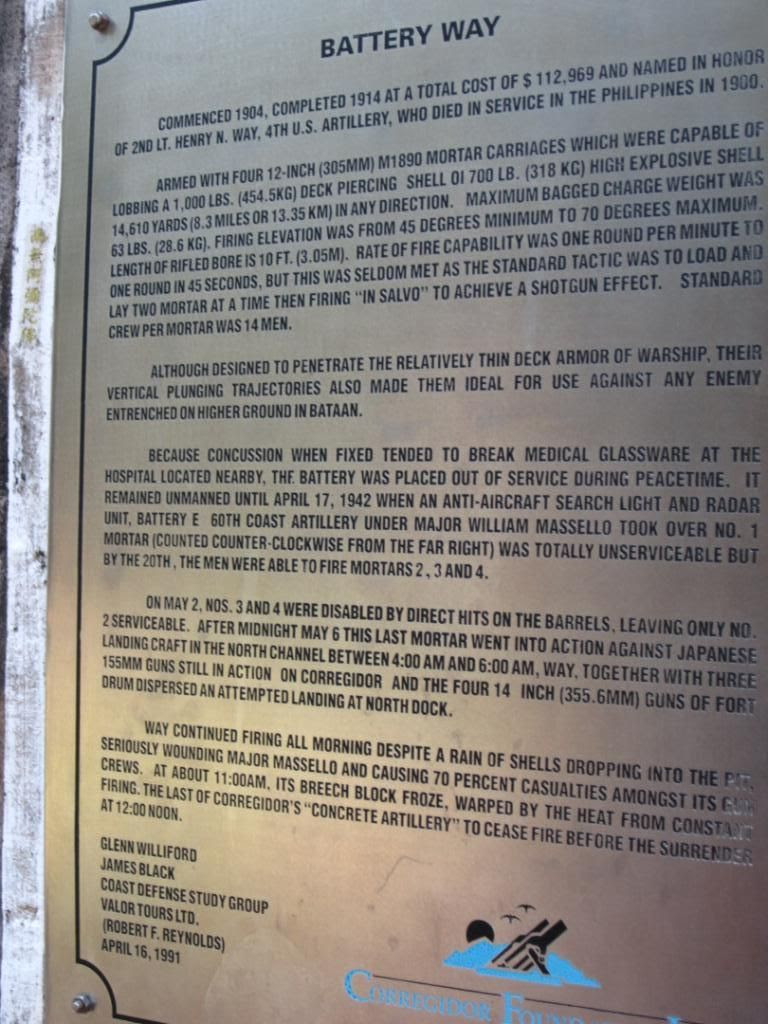 BATTERY WAY
COMMENCED 1904, COMPLETED 1914 AT A TOTAL COST OF $ 112,969 AND NAMED IN HONOR
OF 2ND LT. HENRY N. WAY, 4TH U.S. ARTILLERY, WHO DIED IN SERVICE IN THE PHILIPPINES IN 1900.
ARMED WITH FOUR 12-INCH (305MM) M1890 MORTAR CARRIAGES WHICH WERE CAPABLE OF
LOBBING A 1,000 LBS. (454.5KG) DECK PIERCING SHELL OI 700 LB. (318 KG) HIGH EXPLOSIVE SHELL
14,610 YARDS (8.3 MILES OR 13.35 KM) IN ANY DIRECTION. MAXIMUM BAGGED CHARGE WEIGHT WAS
63 LBS. (28.6 KG). FIRING ELEVATION WAS FROM 45 DEGREES MINIMUM TO 70 DEGREES MAXIMUM.
LENGTH OF RIFLED BORE IS 10 FT. (3.05M). RATE OF FIRE CAPABILITY WAS ONE ROUND PER MINUTE TO
ONE ROUND IN 45 SECONDS, BUT THIS WAS SELDOM MET AS THE STANDARD TACTIC WAS TO LOAD AND
LAY TWO MORTAR AT A TIME THEN FIRING "IN SALVO" TO ACHIEVE A SHOTGUN EFFECT. STANDARD
CREW PER MORTAR WAS 14 MEN.
ALTHOUGH DESIGNED TO PENETRATE THE RELATIVELY THIN DECK ARMOR OF WARSHIP, THEIR
VERTICAL PLUNGING TRAJECTORIES ALSO MADE THEM IDEAL FOR USE AGAINST ANY ENEMY
ENTRENCHED ON HIGHER GROUND IN BATAAN.
BECAUSE CONCUSSION WHEN FIXED TENDED TO BREAK MEDICAL GLASSWARE AT THE
HOSPITAL LOCATED NEARBY, THE BATTERY WAS PLACED OUT OF SERVICE DURING PEACETIME. IT
REMAINED UNMANNED UNTIL APRIL 17, 1942 WHEN AN ANTI-AIRCRAFT SEARCH LIGHT AND RADAR
UNIT, BATTERY E 60TH COAST ARTILLERY UNDER MAJOR WILLIAM MASSELLO TOOK OVER NO. 1
MORTAR (COUNTED COUNTER-CLOCKWISE FROM THE FAR RIGHT) WAS TOTALLY UNSERVICEABLE BUT
BY THE 20TH, THE MEN WERE ABLE TO FIRE MORTARS 2, 3 AND 4.
ON MAY 2, NOS. 3 AND 4 WERE DISABLED BY DIRECT HITS ON THE BARRELS, LEAVING ONLY NO.
2 SERVICEABLE. AFTER MIDNIGHT MAY 6 THIS LAST MORTAR WENT INTO ACTION AGAINST JAPANESE
LANDING CRAFT IN THE NORTH CHANNEL BETWEEN 4:00 AM AND 6:00 AM, WAY, TOGETHER WITH THREE
155MM GUNS STILL IN ACTION ON CORREGIDOR AND THE FOUR 14 INCH (355.6MM) GUNS OF FORT
DRUM DISPERSED AN ATTEMPTED LANDING AT NORTH DOCK.
WAY CONTINUED FIRING ALL MORNING DESPITE A RAIN OF SHELLS DROPPING INTO THE PIT,
SERIOUSLY WOUNDING MAJOR MASSELLO AND CAUSING 70 PERCENT CASUALTIES AMONGST ITS GUN
CREWS. AT ABOUT 11:00AM, ITS BREECH BLOCK FROZE, WARPED BY THE HEAT FROM CONSTANT
FIRING. THE LAST OF CORREGIDOR'S "CONCRETE ARTILLERY" TO CEASE FIRE BEFORE THE SURRENDER
AT 12:00 NOON.
GLENN WILLIFORD
JAMES BLACK
COAST DEFENSE STUDY GROUP
VALOR TOURS LTD.
(ROBERT F. REYNOLDS)
APRIL 16, 1991
CORREGIDOR